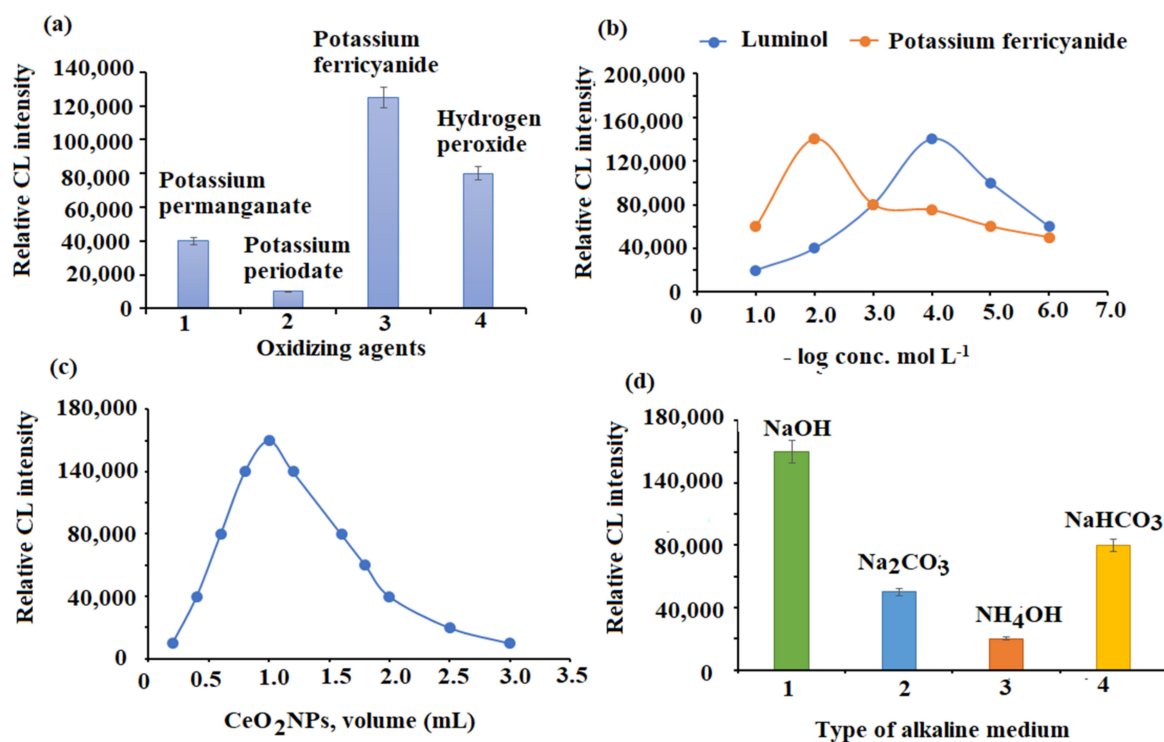 (a)
Relative CL intensity
140,000
120,000
100,000
80,000
60,000
40,000
20,000
0
Potassium
permanganate
Potassium
periodate
Potassium
ferricyanide
Hydrogen
peroxide
1 2 3 4
Oxidizing agents
(b)
Luminol Potassium ferricyanide
Relative CL intensity
200,000
160,000
120,000
80,000
40,000
0
0 1.0 2.0 3.0 4.0 5.0 6.0 7.0
- log conc. mol L-1
(c)
Relative CL intensity
180,000
140,000
80,000
40,000
0
0 0.5 1.0 1.5 2.0 2.5 3.0 3.5
CeO2NPs, volume (mL)
(d)
Relative CL intensity
180,000
140,000
80,000
40,000
0
NaOH
Na2CO3
NH4OH
NaHCO3
1 2 3 4
Type of alkaline medium